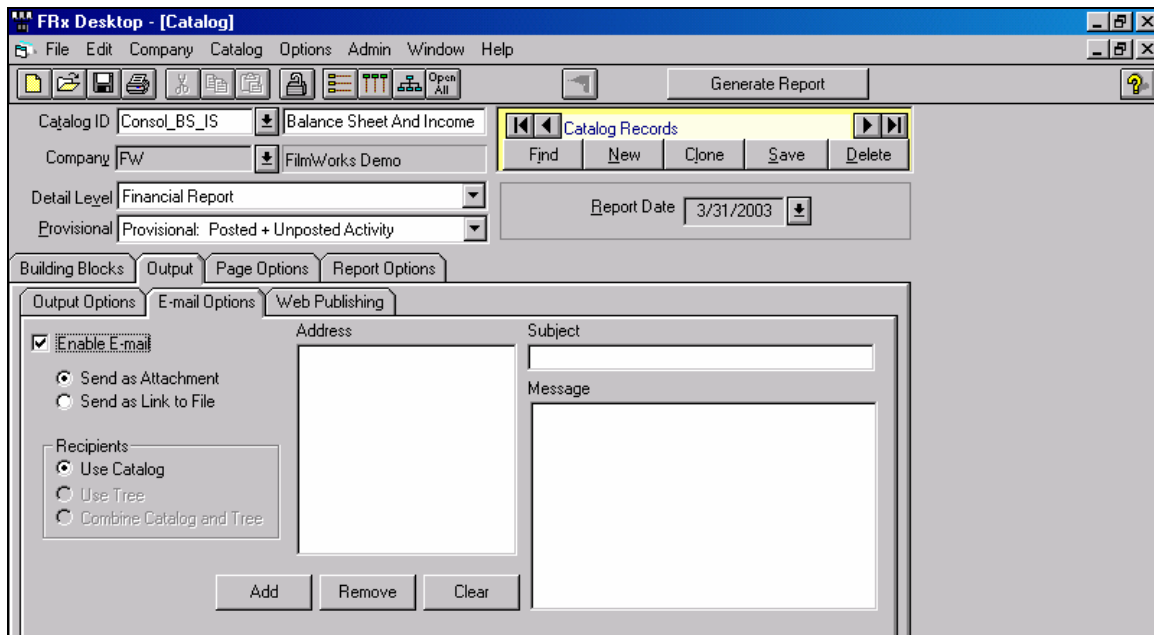 FRx Desktop - [Catalog]
File Edit Company Catalog Options Admin Window Help
Open All
Generate Report
Catalog ID Consol_BS_IS Balance Sheet And Income
Company FW FilmWorks Demo
Detail Level Financial Report
Provisional Provisional: Posted + Unposted Activity
Catalog Records
Find New Clone Save Delete
Report Date 3/31/2003
Building Blocks Output Page Options Report Options
Output Options E-mail Options Web Publishing
Enable E-mail
Send as Attachment
Send as Link to File
Recipients
Use Catalog
Use Tree
Combine Catalog and Tree
Address
Add Remove Clear
Subject
Message